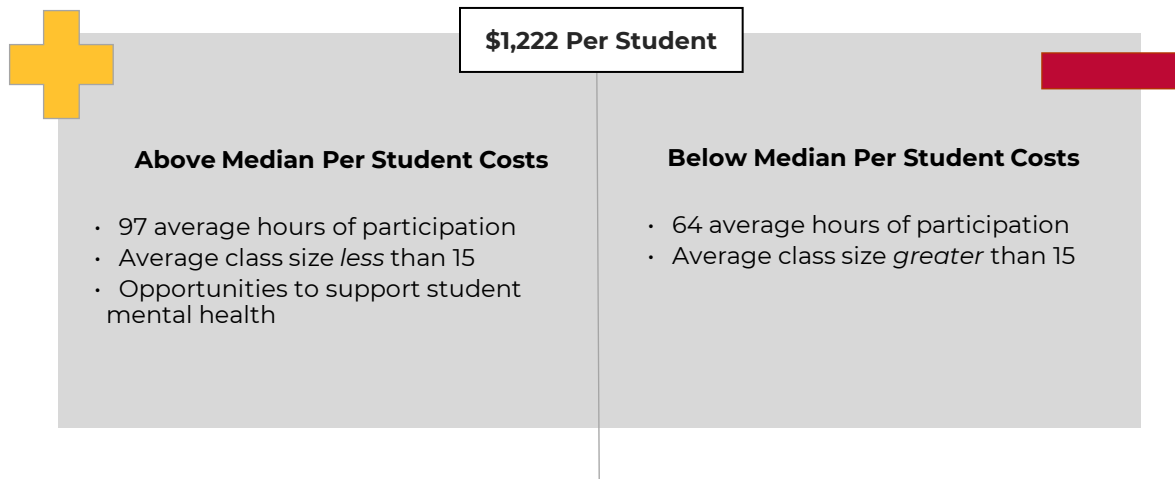 $1,222 Per Student
Above Median Per Student Costs
• 97 average hours of participation
• Average class size less than 15
• Opportunities to support student
mental health
Below Median Per Student Costs
• 64 average hours of participation
• Average class size greater than 15